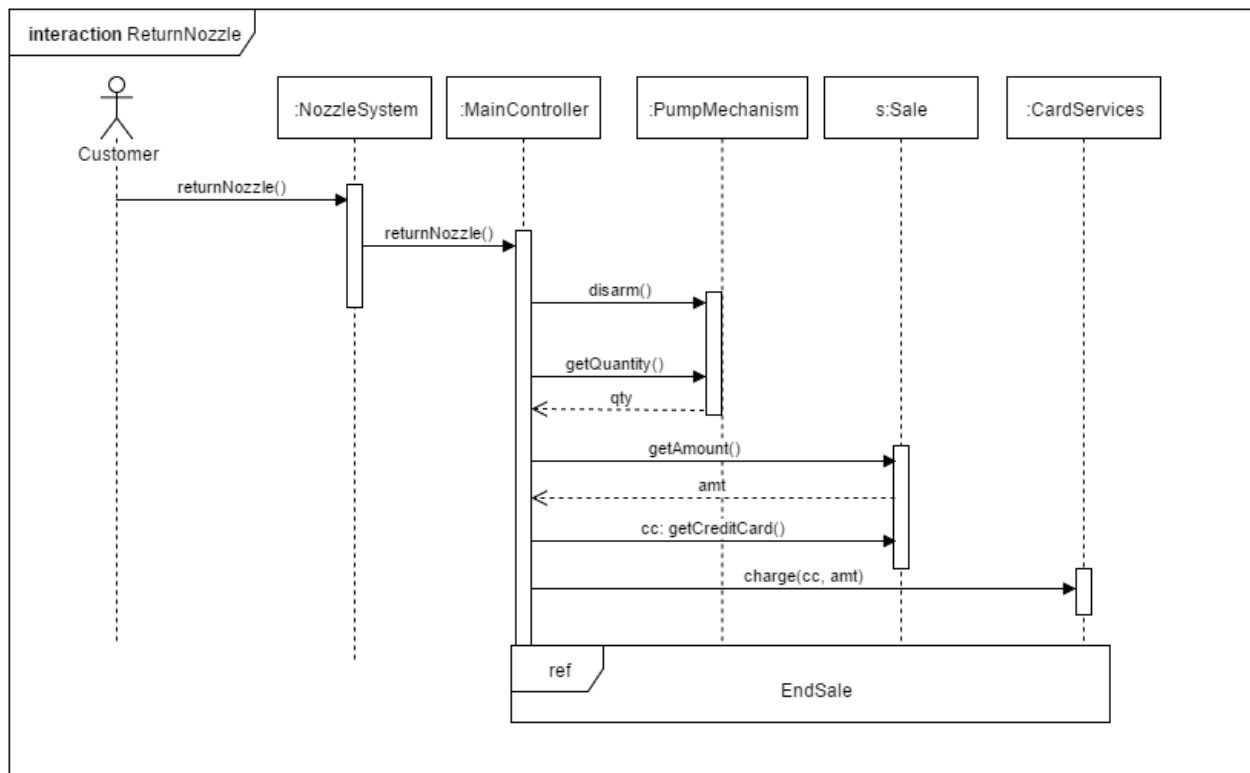 interaction ReturnNozzle
Customer
:NozzleSystem
:MainController
:PumpMechanism
s:Sale
:CardServices
returnNozzle()
returnNozzle()
disarm()
getQuantity()
qty
getAmount()
amt
cc: getCreditCard()
charge(cc, amt)
ref
EndSale